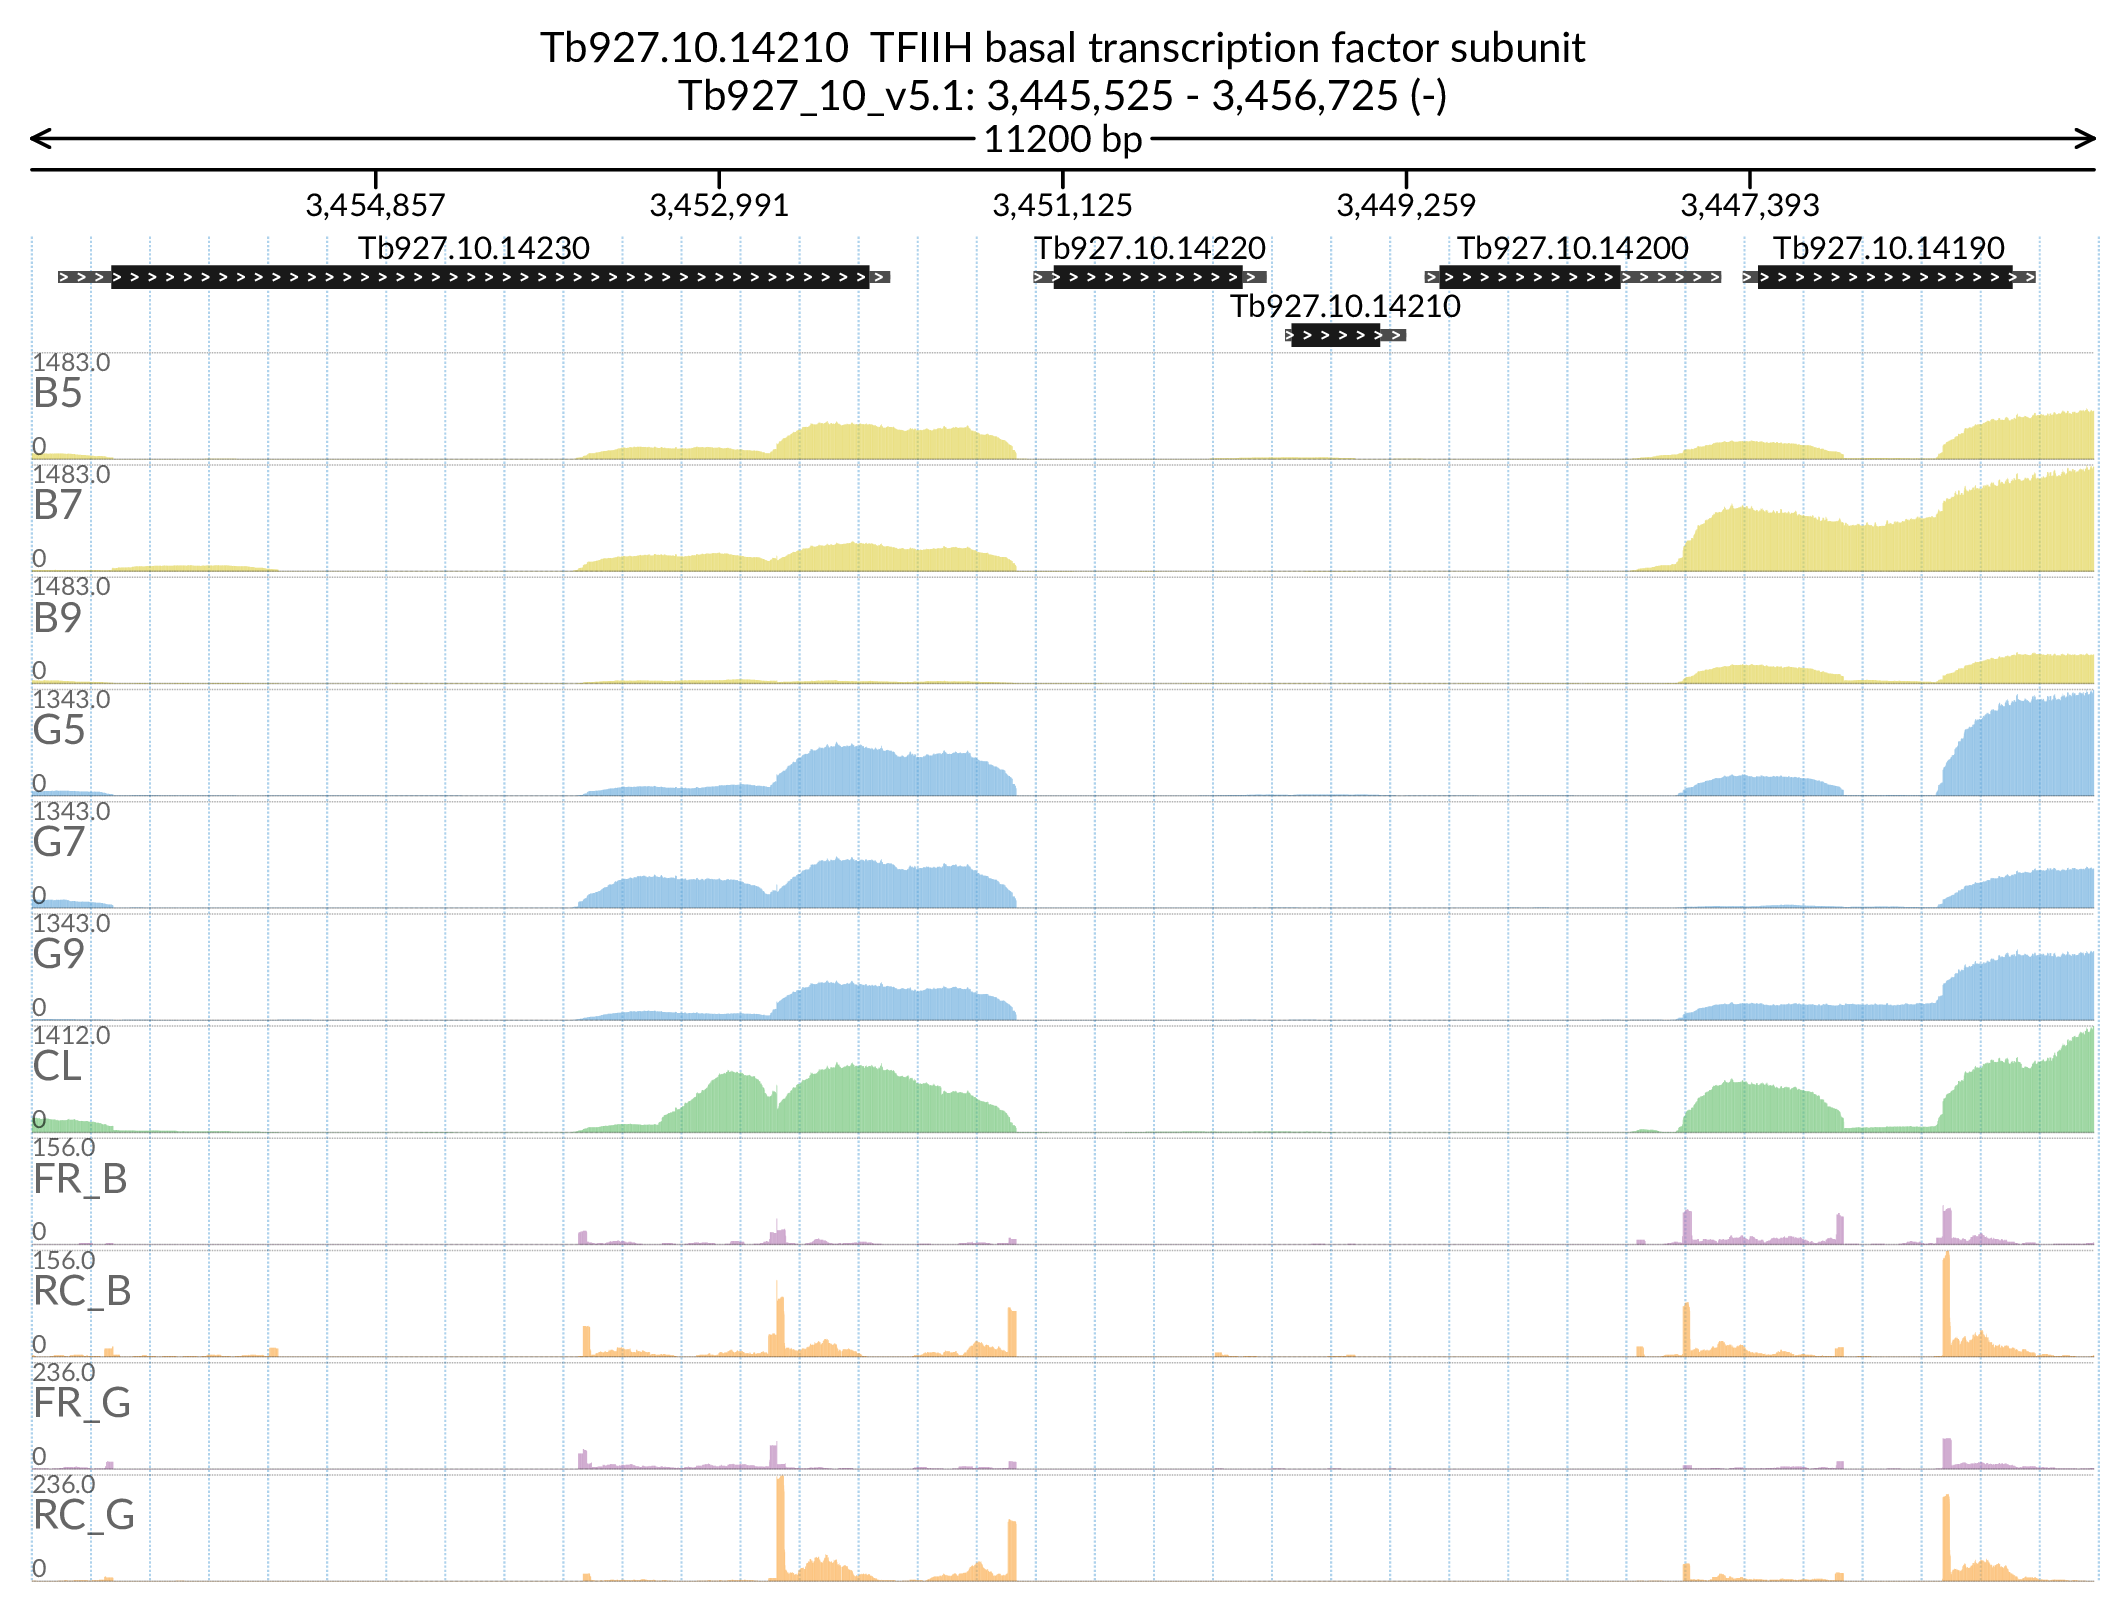 Tb927.10.14210  TFIIH basal transcription factor subunit
Tb927_10_v5.1: 3,445,525 - 3,456,725 (-)
11200 bp
3,454,857 3,452,991 3,451,125 3,449,259 3,447,393
Tb927.10.14230 Tb927.10.14220 Tb927.10.14200 Tb927.10.14190
Tb927.10.14210
1483.0
B5
0
1483.0
B7
0
1483.0
B9
0
1343.0
G5
0
1343.0
G7
0
1343.0
G9
0
1412.0
CL
0
156.0
FR_B
0
156.0
RC_B
0
236.0
FR_G
0
236.0
RC_G
0